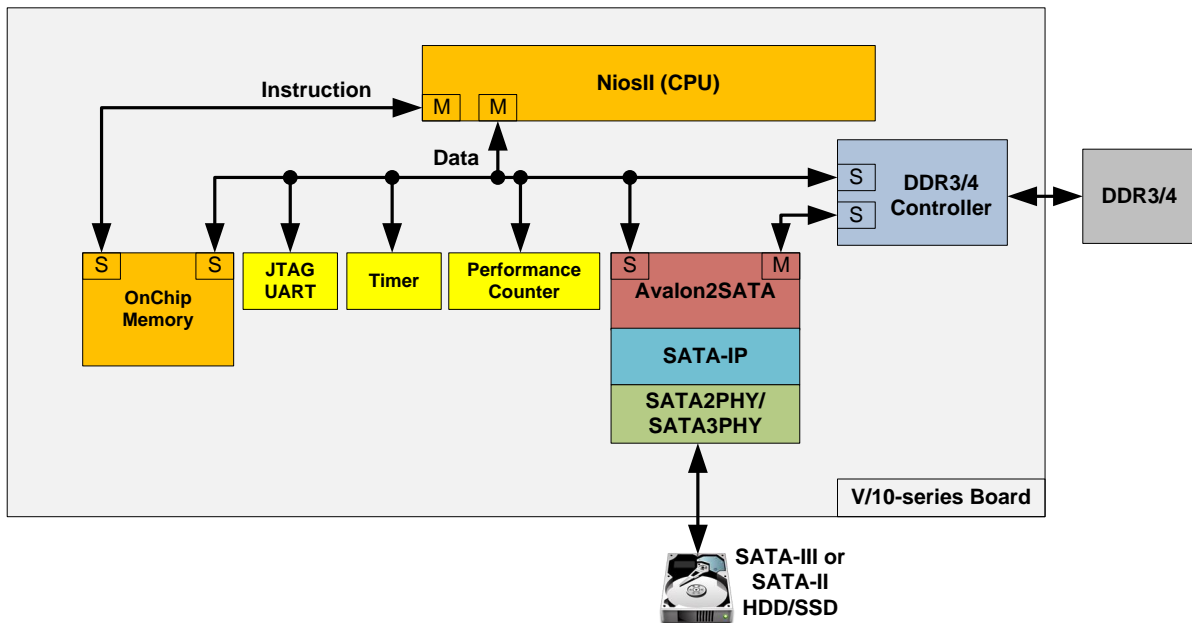 NiosII (CPU)
Instruction
M
M
Data
S
S
DDR3/4
Controller
DDR3/4
S
S
OnChip
Memory
JTAG
UART
Timer
Performance
Counter
S
M
Avalon2SATA
SATA-IP
SATA2PHY/
SATA3PHY
V/10-series Board
SATA-III or
SATA-II
HDD/SSD